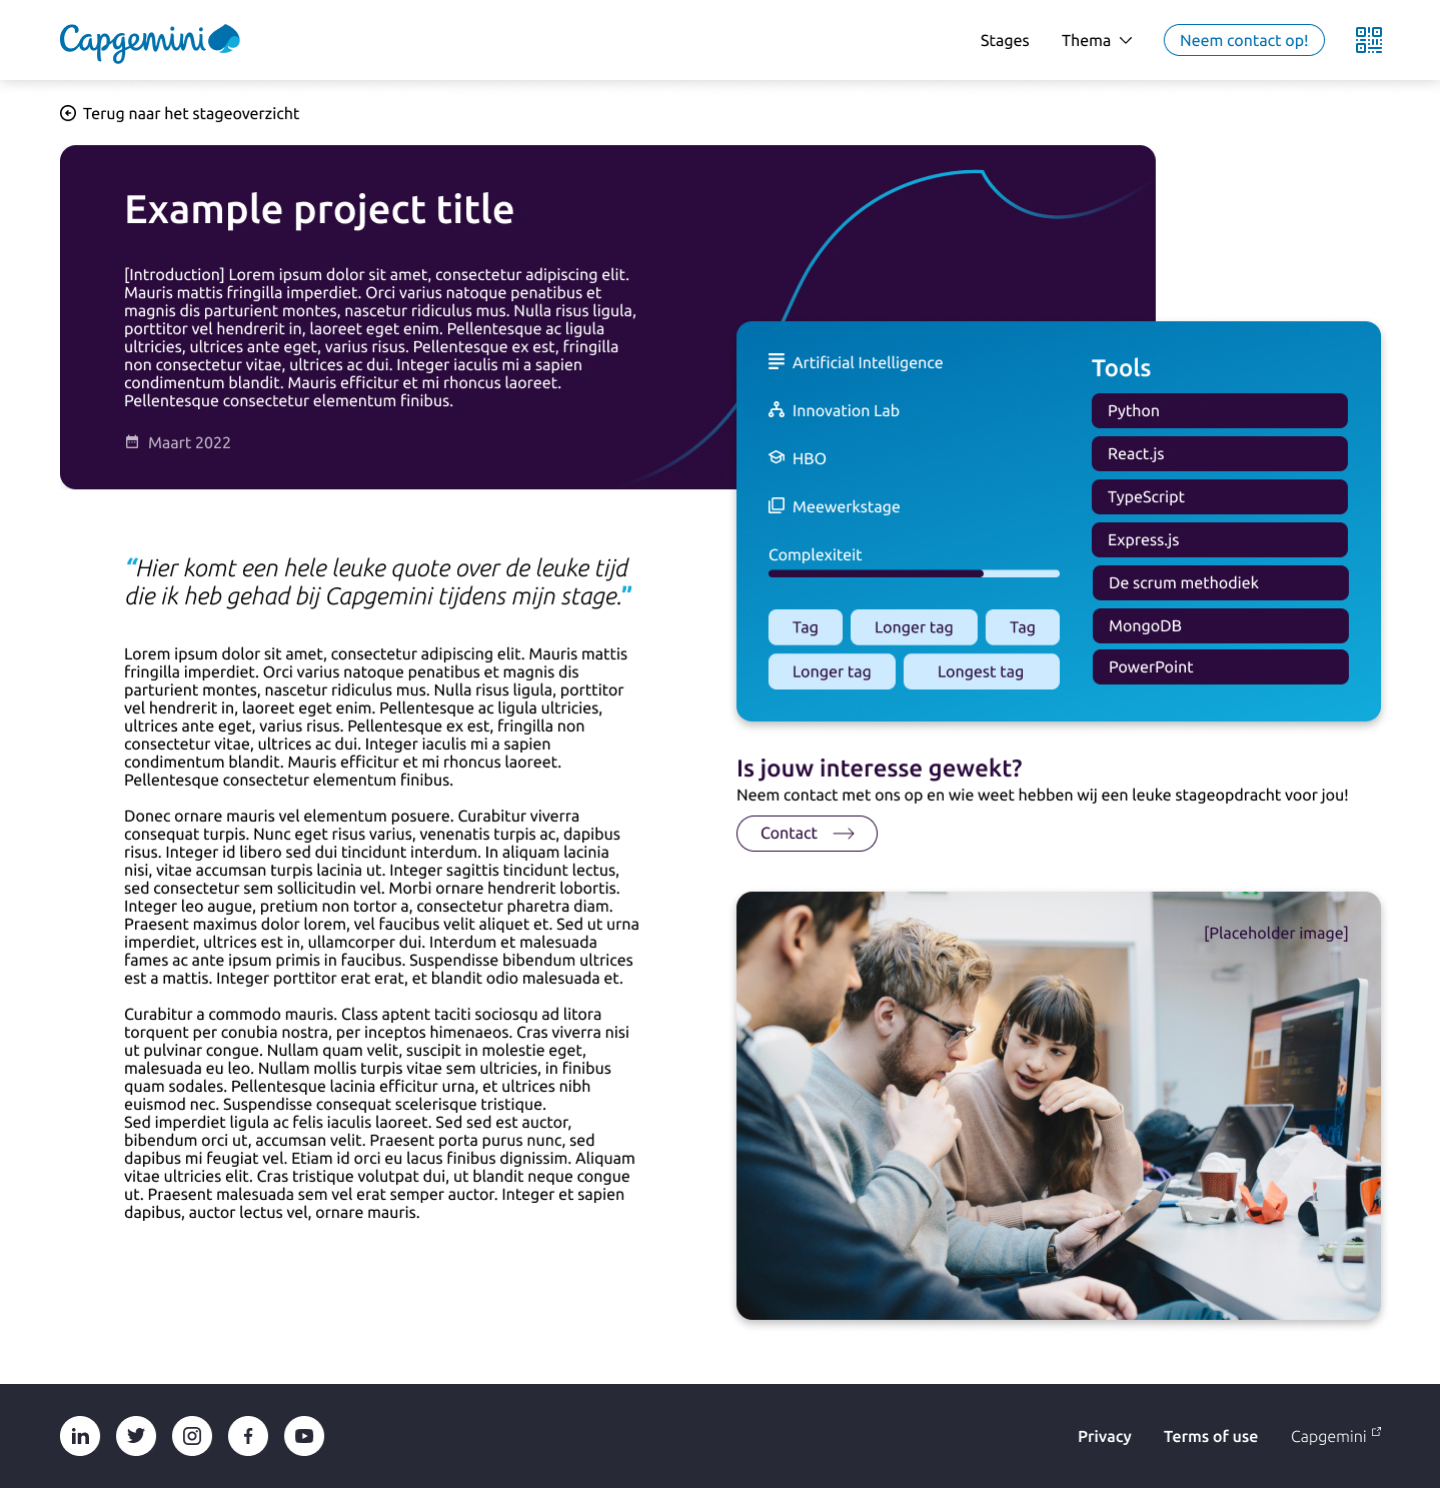 Capgemini
Stages
Thema
Neem contact op!
Terug naar het stageoverzicht
Example project title
[Introduction] Lorem ipsum dolor sit amet, consectetur adipiscing elit.
Mauris mattis fringilla imperdiet. Orci varius natoque penatibus et
magnis dis parturient montes, nascetur ridiculus mus. Nulla risus ligula,
porttitor vel hendrerit in, laoreet eget enim. Pellentesque ac ligula
ultricies, ultrices ante eget, varius risus. Pellentesque ex est, fringilla
non consectetur vitae, ultrices ac dui. Integer iaculis mi a sapien
condimentum blandit. Mauris efficitur et mi rhoncus laoreet.
Pellentesque consectetur elementum finibus.
Maart 2022
Artificial Intelligence
Innovation Lab
HBO
Meewerkstage
Complexiteit
Tag
Longer tag
Tag
Longer tag
Longest tag
Tools
Python
React.js
TypeScript
Express.js
De scrum methodiek
MongoDB
PowerPoint
“Hier komt een hele leuke quote over de leuke tijd
die ik heb gehad bij Capgemini tijdens mijn stage.”
Lorem ipsum dolor sit amet, consectetur adipiscing elit. Mauris mattis
fringilla imperdiet. Orci varius natoque penatibus et magnis dis
parturient montes, nascetur ridiculus mus. Nulla risus ligula, porttitor
vel hendrerit in, laoreet eget enim. Pellentesque ac ligula ultricies,
ultrices ante eget, varius risus. Pellentesque ex est, fringilla non
consectetur vitae, ultrices ac dui. Integer iaculis mi a sapien
condimentum blandit. Mauris efficitur et mi rhoncus laoreet.
Pellentesque consectetur elementum finibus.
Donec ornare mauris vel elementum posuere. Curabitur viverra
consequat turpis. Nunc eget risus varius, venenatis turpis ac, dapibus
risus. Integer id libero sed dui tincidunt interdum. In aliquam lacinia
nisi, vitae accumsan turpis lacinia ut. Integer sagittis tincidunt lectus,
sed consectetur sem sollicitudin vel. Morbi ornare hendrerit lobortis.
Integer leo augue, pretium non tortor a, consectetur pharetra diam.
Praesent maximus dolor lorem, vel faucibus velit aliquet et. Sed ut urna
imperdiet, ultrices est in, ullamcorper dui. Interdum et malesuada
fames ac ante ipsum primis in faucibus. Suspendisse bibendum ultrices
est a mattis. Integer porttitor erat erat, et blandit odio malesuada et.
Curabitur a commodo mauris. Class aptent taciti sociosqu ad litora
torquent per conubia nostra, per inceptos himenaeos. Cras viverra nisi
ut pulvinar congue. Nullam quam velit, suscipit in molestie eget,
malesuada eu leo. Nullam mollis turpis vitae sem ultricies, in finibus
quam sodales. Pellentesque lacinia efficitur urna, et ultrices nibh
euismod nec. Suspendisse consequat scelerisque tristique.
Sed imperdiet ligula ac felis iaculis laoreet. Sed sed est auctor,
bibendum orci ut, accumsan velit. Praesent porta purus nunc, sed
dapibus mi feugiat vel. Etiam id orci eu lacus finibus dignissim. Aliquam
vitae ultricies elit. Cras tristique volutpat dui, ut blandit neque congue
ut. Praesent malesuada sem vel erat semper auctor. Integer et sapien
dapibus, auctor lectus vel, ornare mauris.
Is jouw interesse gewekt?
Neem contact met ons op en wie weet hebben wij een leuke stageopdracht voor jou!
Contact
[Placeholder image]
Privacy
Terms of use
Capgemini